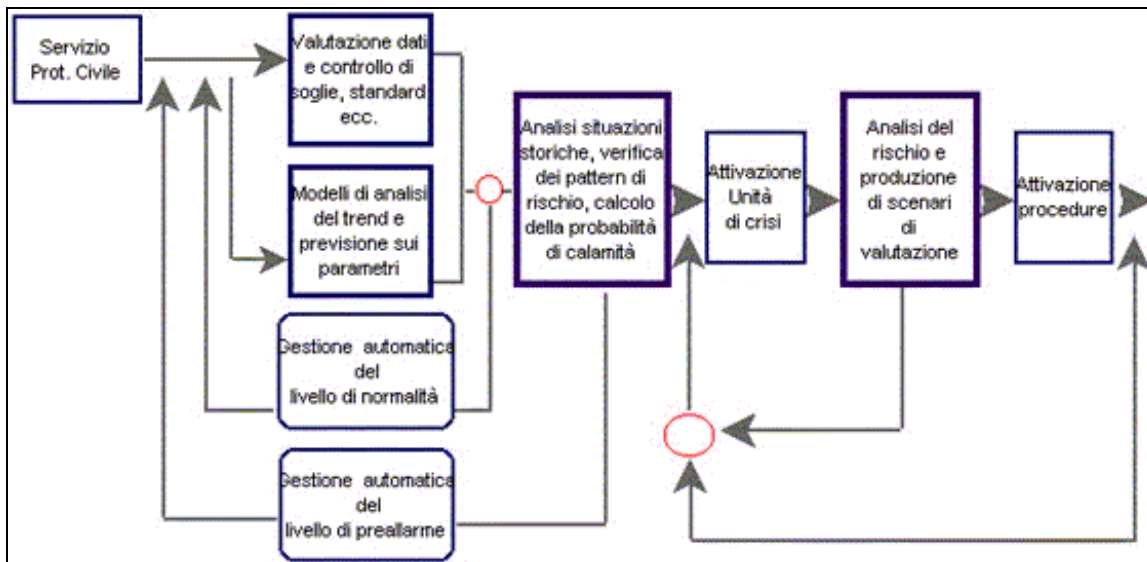 Servizio
Prot. Civile
Valutazione dati
e controllo di
soglie, standard
ecc.
Modelli di analisi
del trend e
previsione sui
parametri
Gestione automatica
del
livello di normalità
Gestione automatica
del
livello di preallarme
Analisi situazioni
storiche, verifica
dei pattern di
rischio, calcolo
della probabilità
di calamità
Attivazione
Unità
di crisi
Analisi del
rischio e
produzione
di scenari
di
valutazione
Attivazione
procedure